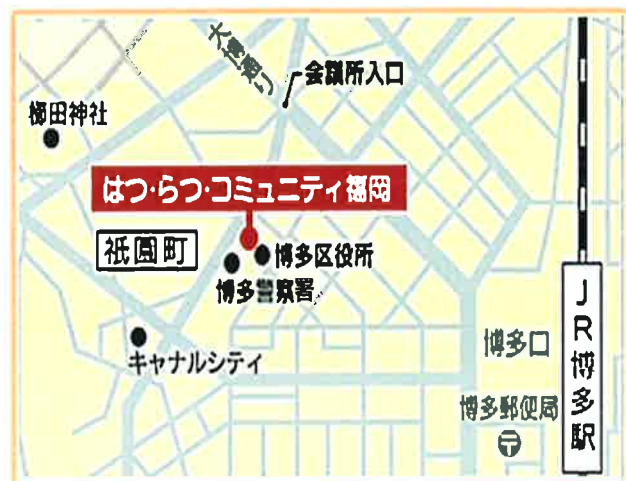 大博通り
会議所入口
櫛田神社
はつ・らつ・コミュニティ福岡
祇園町
博多区役所
博多警察署
キャナルシティ
博多口
博多郵便局
〒
JR博多駅